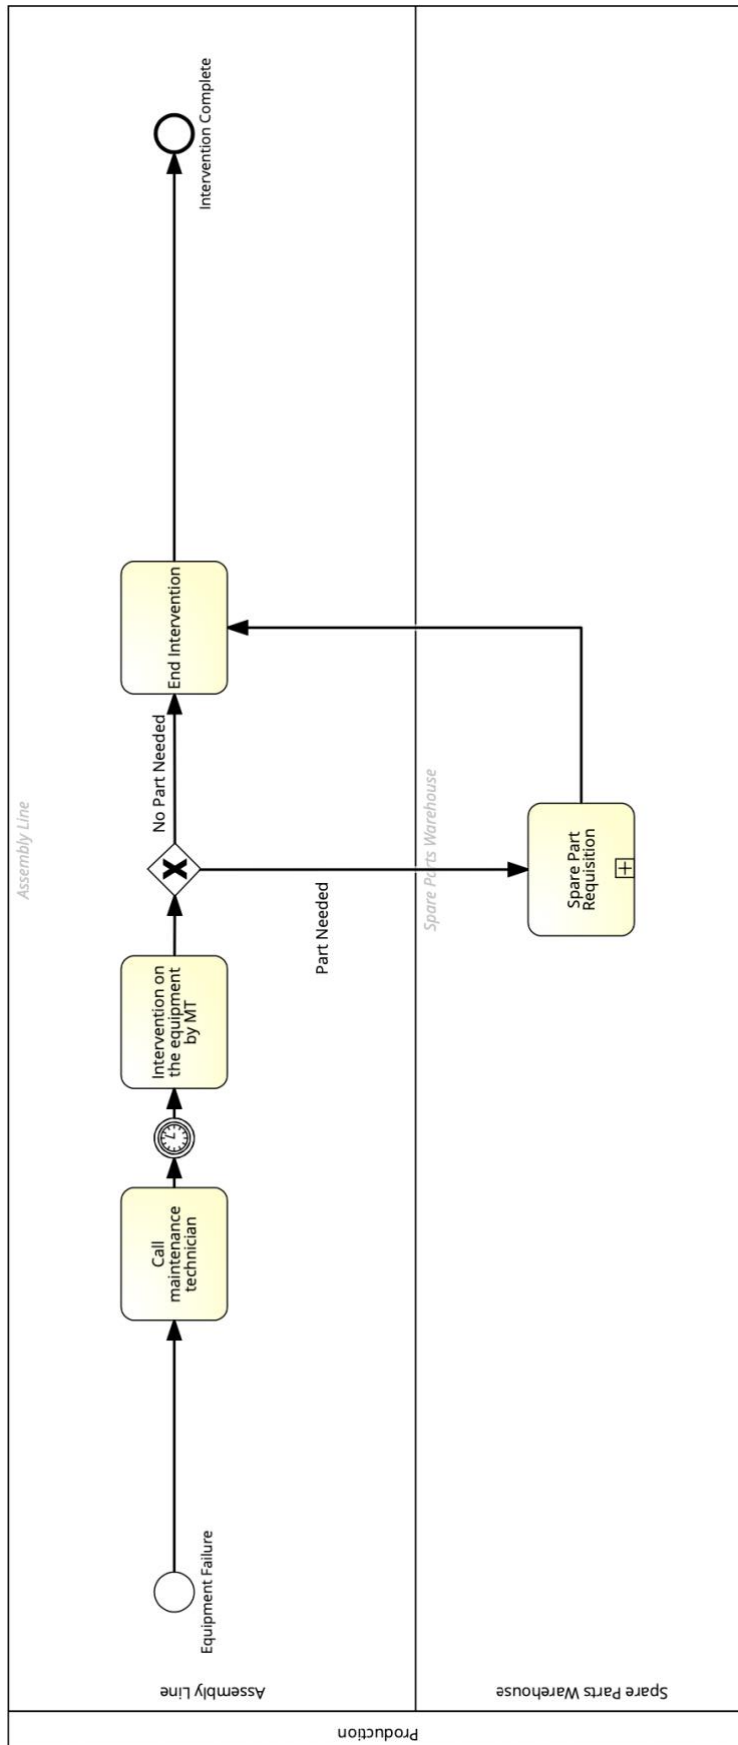 Production
Assembly Line
Assembly Line
Equipment Failure
Call
maintenance
technician
Intervention on
the equipment
by MT
No Part Needed
Part Needed
End Intervention
Intervention Complete
Spare Parts Warehouse
Spare Parts Warehouse
Spare Part
Requisition